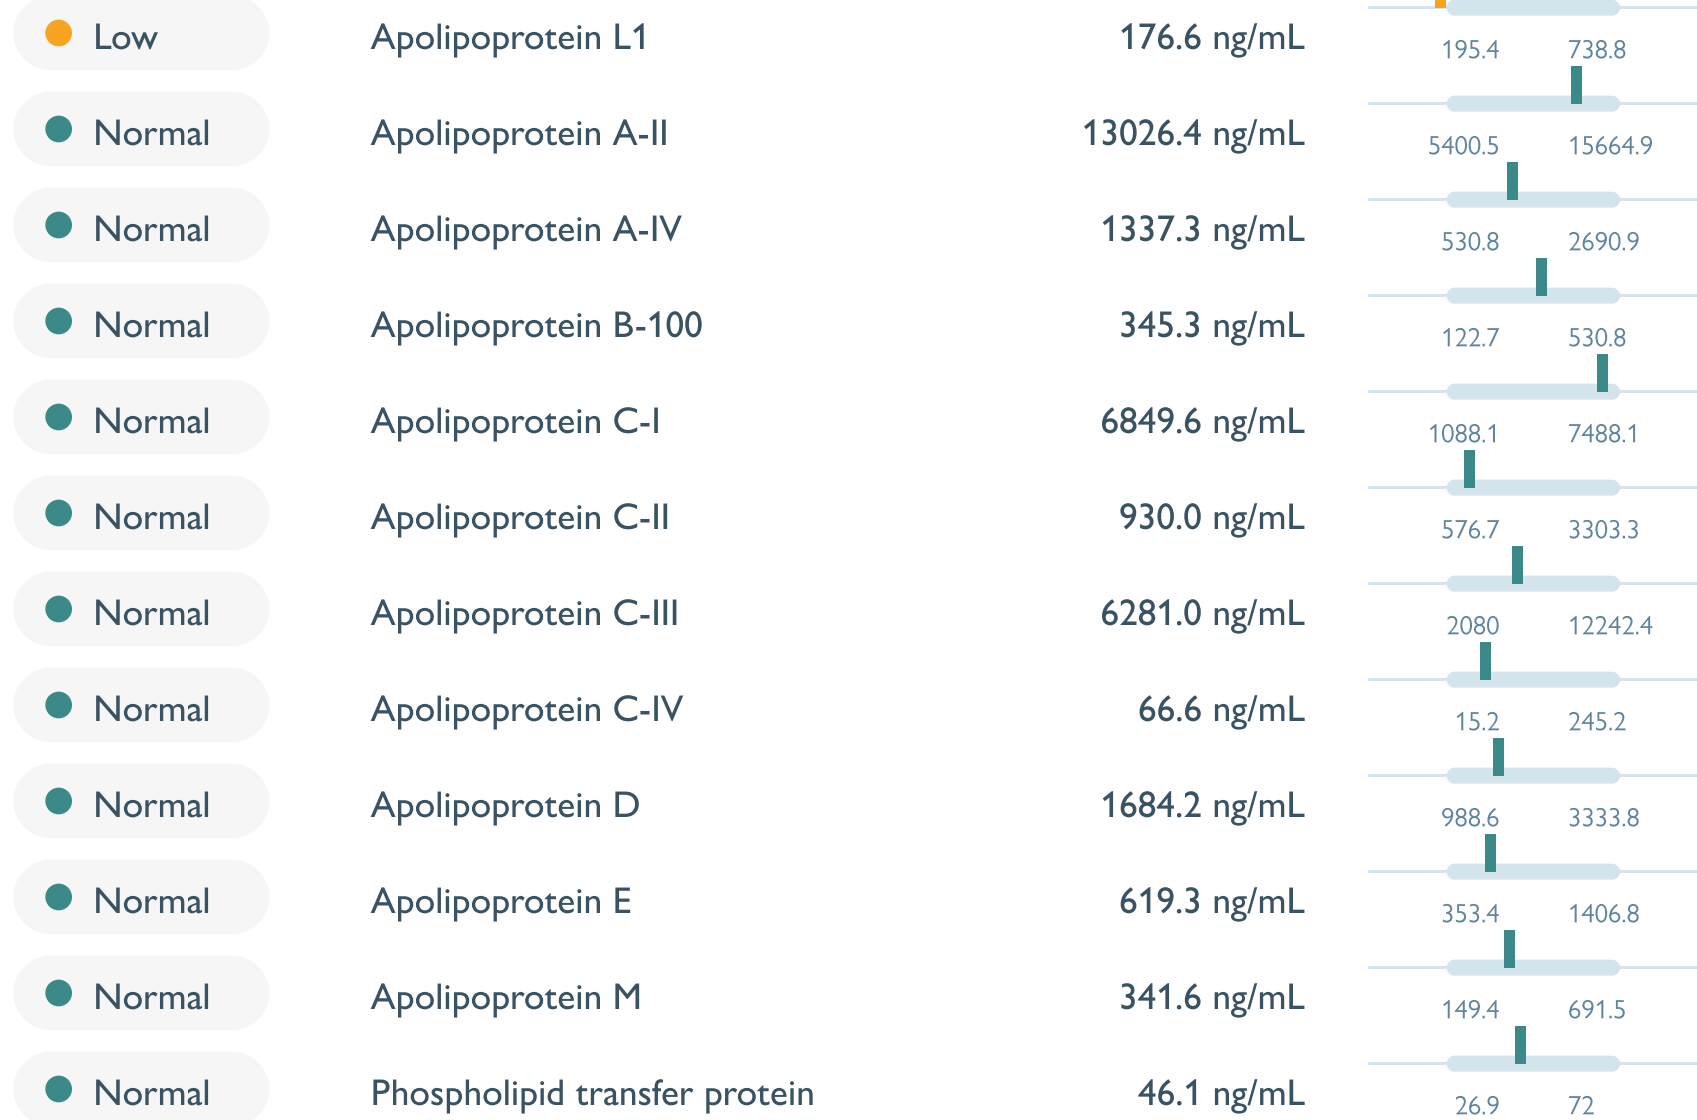 Low Apolipoprotein L1 176.6 ng/mL
195.4 738.8
Normal Apolipoprotein A-II 13026.4 ng/mL
5400.5 15664.9
Normal Apolipoprotein A-IV 1337.3 ng/mL
530.8 2690.9
Normal Apolipoprotein B-100 345.3 ng/mL
122.7 530.8
Normal Apolipoprotein C-I 6849.6 ng/mL
1088.1 7488.1
Normal Apolipoprotein C-II 930.0 ng/mL
576.7 3303.3
Normal Apolipoprotein C-III 6281.0 ng/mL
2080 12242.4
Normal Apolipoprotein C-IV 66.6 ng/mL
15.2 245.2
Normal Apolipoprotein D 1684.2 ng/mL
988.6 3333.8
Normal Apolipoprotein E 619.3 ng/mL
353.4 1406.8
Normal Apolipoprotein M 341.6 ng/mL
149.4 691.5
Normal Phospholipid transfer protein 46.1 ng/mL
26.9 72